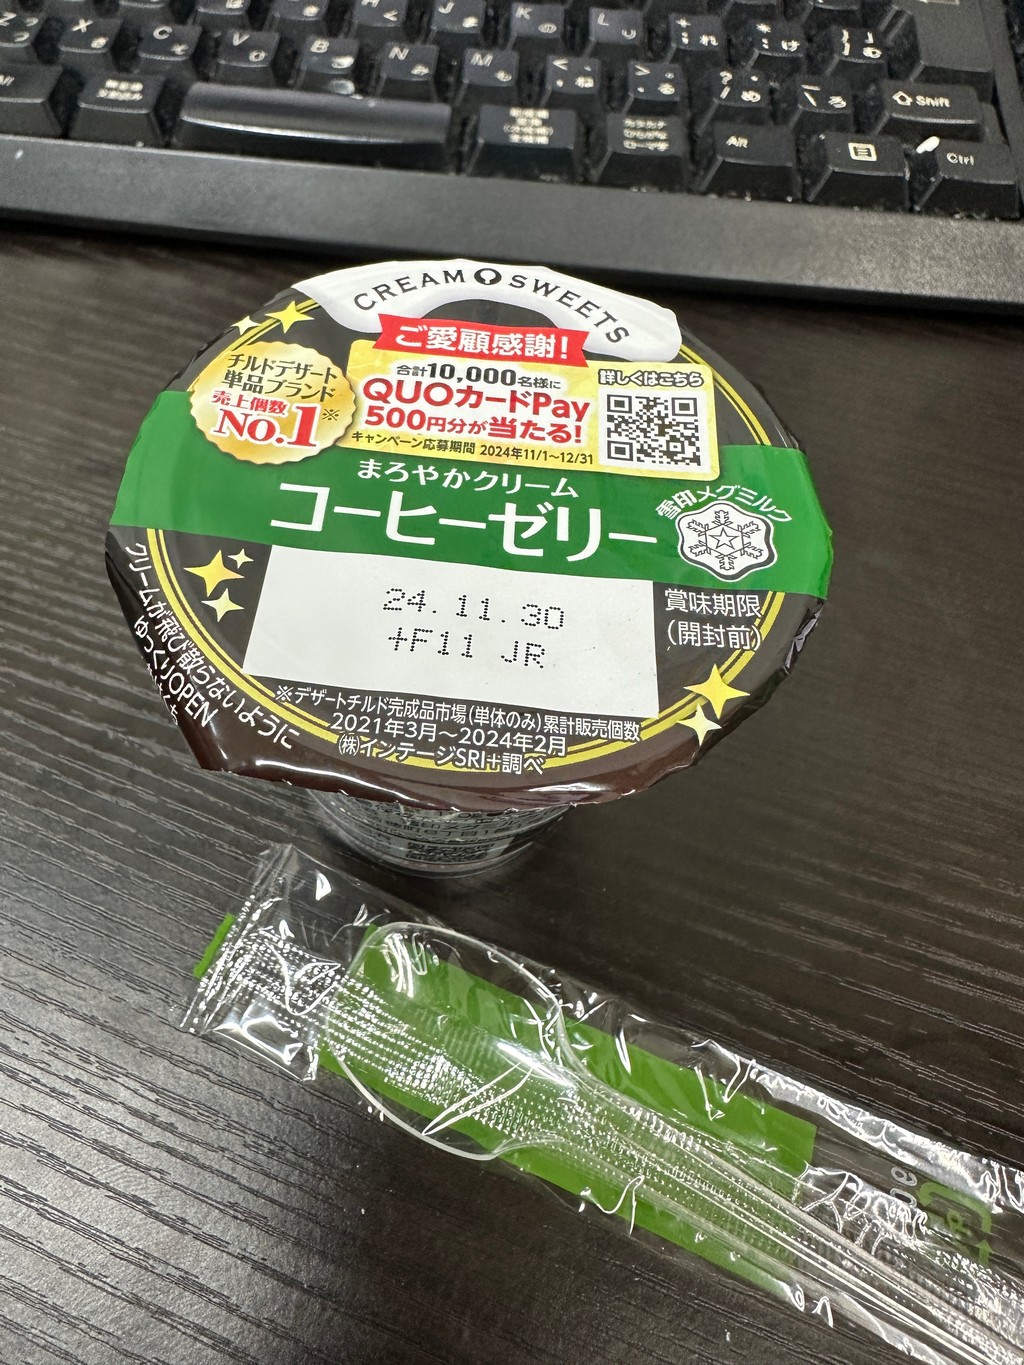 X さ
C そ
V
B
N
M も
K の
L
Alt
Shift
Ctrl
CREAM SWEETS
ご愛顧感謝!
合計10,000名様に
QUOカードPay
500円分が当たる!
キャンペーン応募期間 2024年11/1～12/31
詳しくはこちら
チルドデザート
単品ブランド
売上個数※
No.1
まろやかクリーム
コーヒーゼリー
雪印メグミルク
24.11.30
+F11 JR
賞味期限
(開封前)
※デザートチルド完成品市場(単体のみ)累計販売個数
2021年3月～2024年2月
㈱インテージSRI+調べ
クリームが飛び散らないように
ゆっくりOPEN